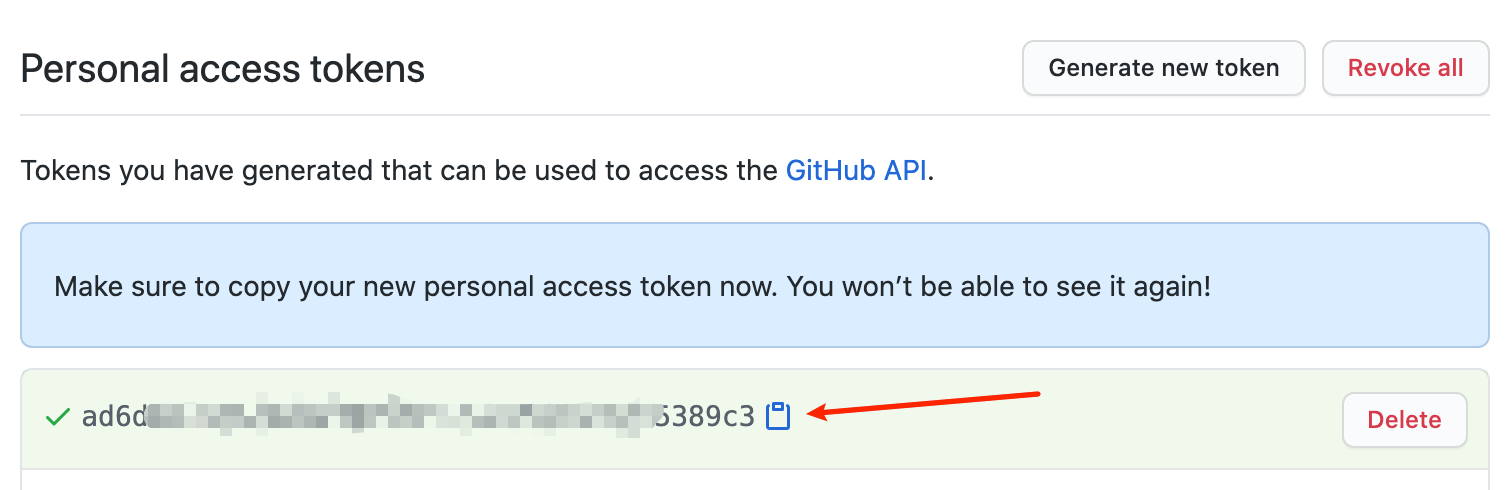 Personal access tokens
Generate new token
Revoke all
Tokens you have generated that can be used to access the GitHub API.
Make sure to copy your new personal access token now. You won’t be able to see it again!
ad6d 5389c3
Delete